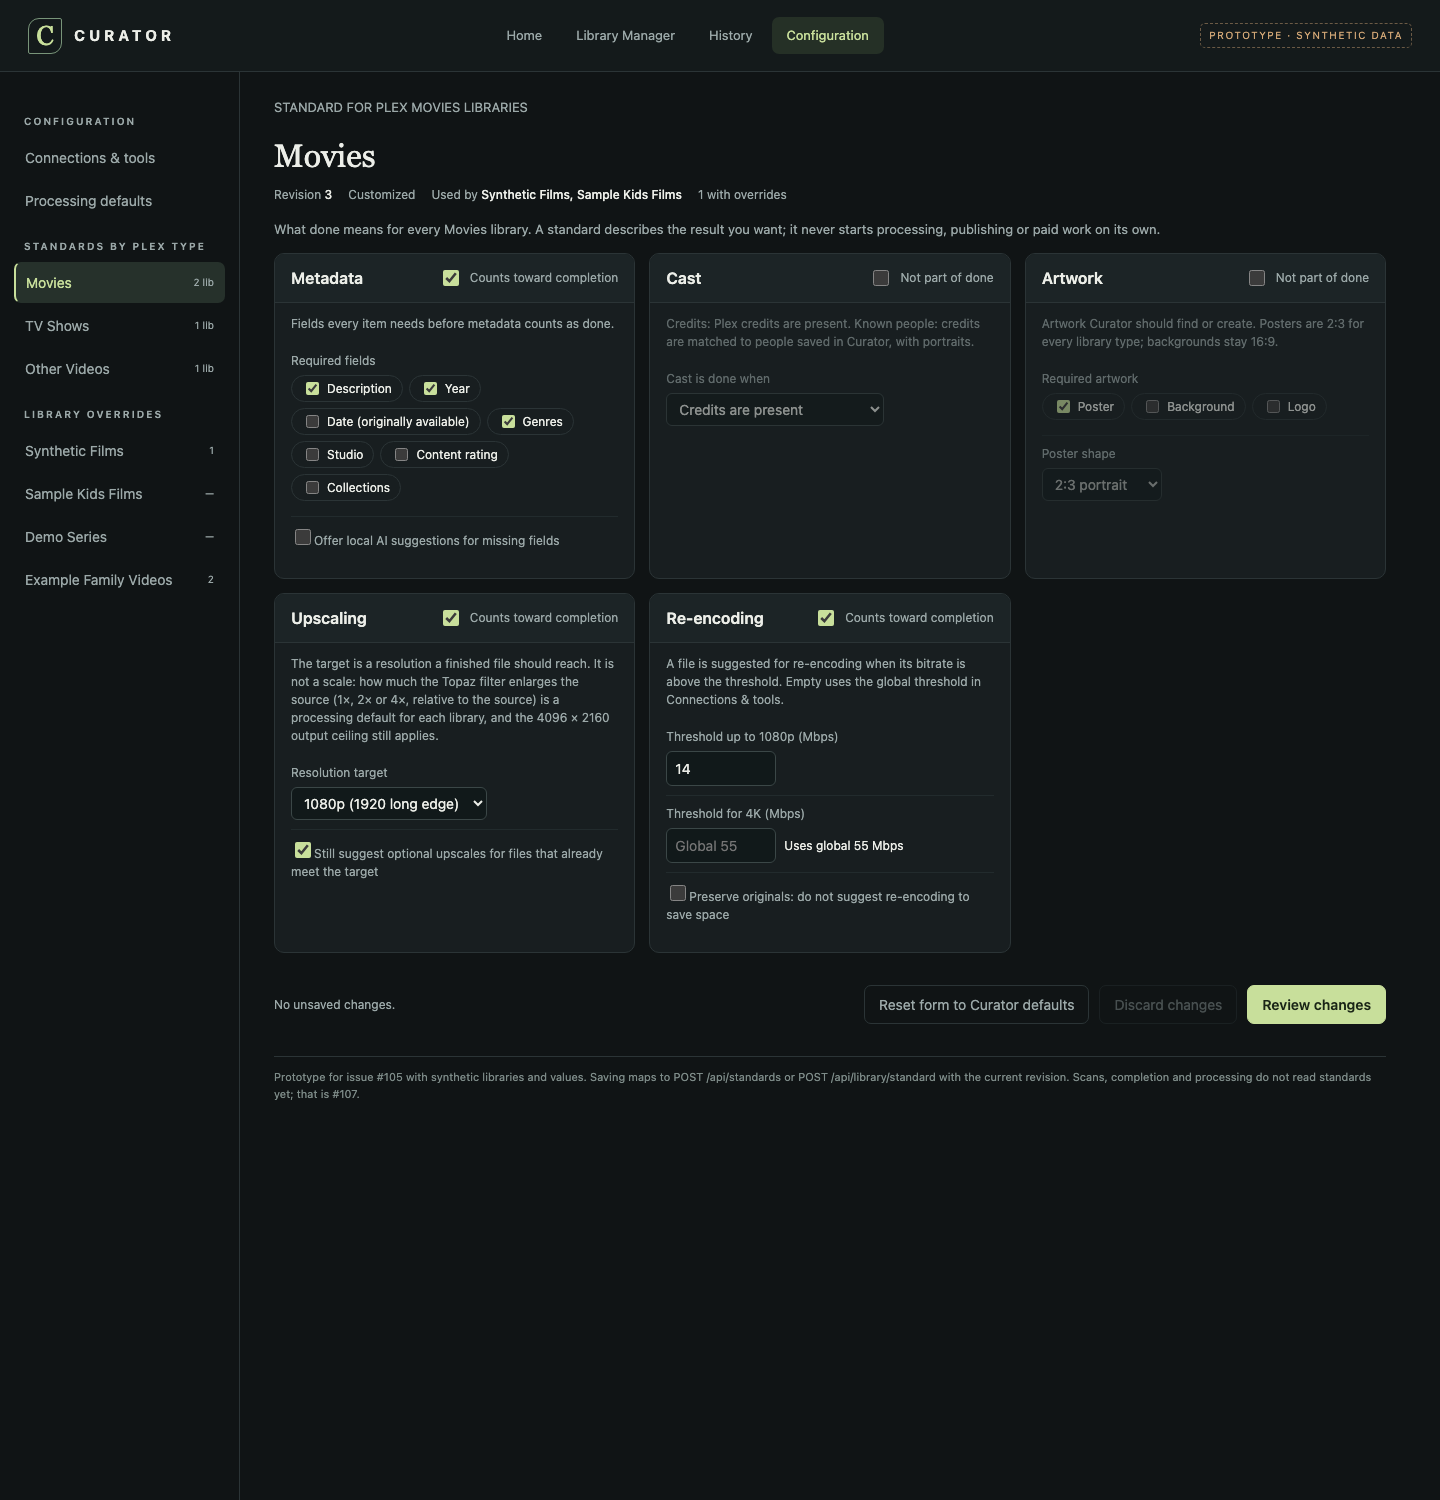 C CURATOR
Home Library Manager History Configuration
PROTOTYPE · SYNTHETIC DATA
CONFIGURATION
Connections & tools
Processing defaults
STANDARDS BY PLEX TYPE
Movies 2 lib
TV Shows 1 lib
Other Videos 1 lib
LIBRARY OVERRIDES
Synthetic Films 1
Sample Kids Films –
Demo Series –
Example Family Videos 2
STANDARD FOR PLEX MOVIES LIBRARIES
Movies
Revision 3 Customized Used by Synthetic Films, Sample Kids Films 1 with overrides
What done means for every Movies library. A standard describes the result you want; it never starts processing, publishing or paid work on its own.
Metadata Counts toward completion
Fields every item needs before metadata counts as done.
Required fields
Description Year
Date (originally available) Genres
Studio Content rating
Collections
Offer local AI suggestions for missing fields
Cast Not part of done
Credits: Plex credits are present. Known people: credits
are matched to people saved in Curator, with portraits.
Cast is done when
Credits are present
Artwork Not part of done
Artwork Curator should find or create. Posters are 2:3 for
every library type; backgrounds stay 16:9.
Required artwork
Poster Background Logo
Poster shape
2:3 portrait
Upscaling Counts toward completion
The target is a resolution a finished file should reach. It is
not a scale: how much the Topaz filter enlarges the
source (1×, 2× or 4×, relative to the source) is a
processing default for each library, and the 4096 × 2160
output ceiling still applies.
Resolution target
1080p (1920 long edge)
Still suggest optional upscales for files that already
meet the target
Re-encoding Counts toward completion
A file is suggested for re-encoding when its bitrate is
above the threshold. Empty uses the global threshold in
Connections & tools.
Threshold up to 1080p (Mbps)
14
Threshold for 4K (Mbps)
Global 55 Uses global 55 Mbps
Preserve originals: do not suggest re-encoding to
save space
No unsaved changes.
Reset form to Curator defaults Discard changes Review changes
Prototype for issue #105 with synthetic libraries and values. Saving maps to POST /api/standards or POST /api/library/standard with the current revision. Scans, completion and processing do not read standards
yet; that is #107.